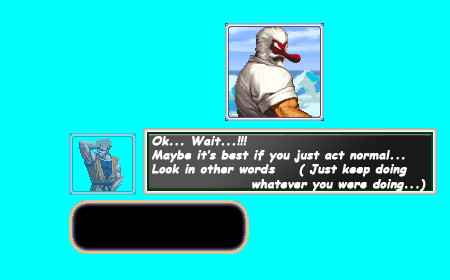 Ok... Wait...!!!
Maybe it's best if you just act normal...
Look in other words ( Just keep doing
whatever you were doing...)